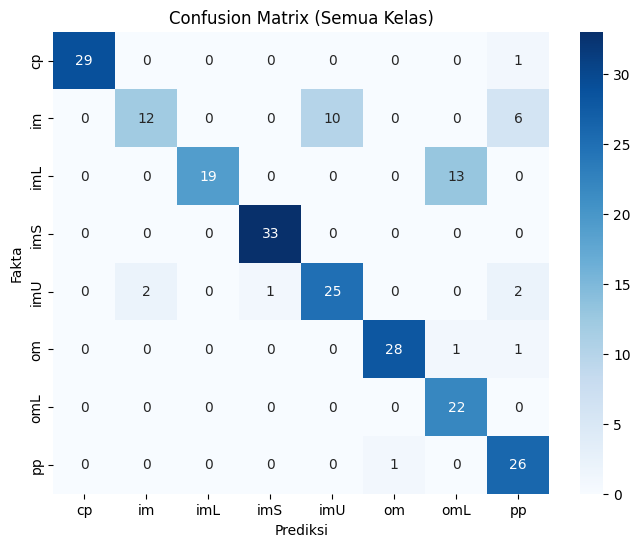 Confusion Matrix (Semua Kelas)
cp 29 0 0 0 0 0 0 1
im 0 12 0 0 10 0 6
imL 0 0 19 0 0 0 13 0
imS 0 0 0 33 0 0 0 0
imU 0 2 0 1 25 0 0 2
om 0 0 0 0 0 28 1 1
omL 0 0 0 0 0 0 22 0
pp 0 0 0 0 0 1 0 26
cp im imL imS imU om omL pp
Fakta
Prediksi
30
25
20
15
10
5
0